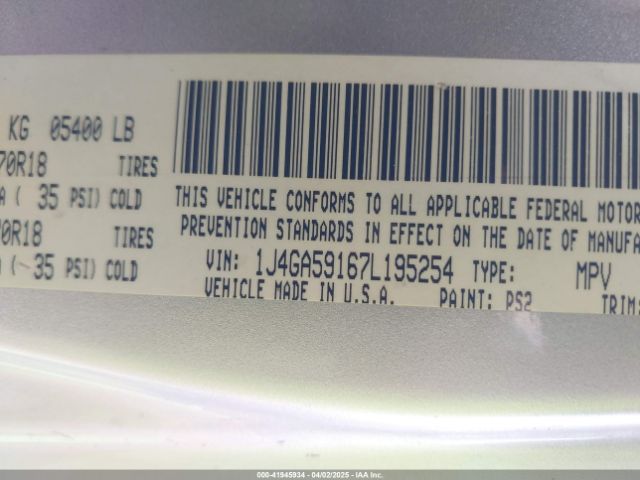 KG 05400 LB
70R18 TIRES
( 35 PSI) COLD
R18 TIRES
( 35 PSI) COLD
THIS VEHICLE CONFORMS TO ALL APPLICABLE FEDERAL MOTOR
PREVENTION STANDARDS IN EFFECT ON THE DATE OF MANUFA
VIN: 1J4GA59167L195254 TYPE: MPV
VEHICLE MADE IN U.S.A. PAINT: PS2 TRIM:
000-41945934 - 04/02/2025 - IAA Inc.